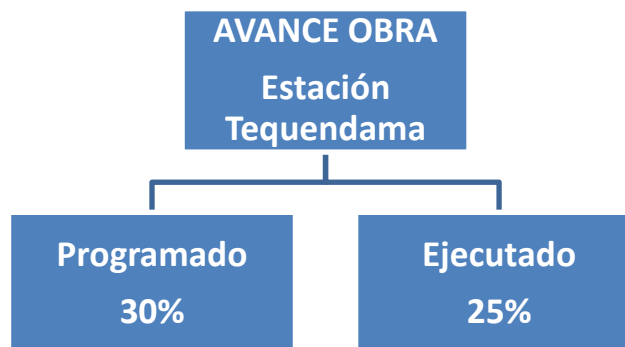 AVANCE OBRA
Estación
Tequendama
Programado
30%
Ejecutado
25%